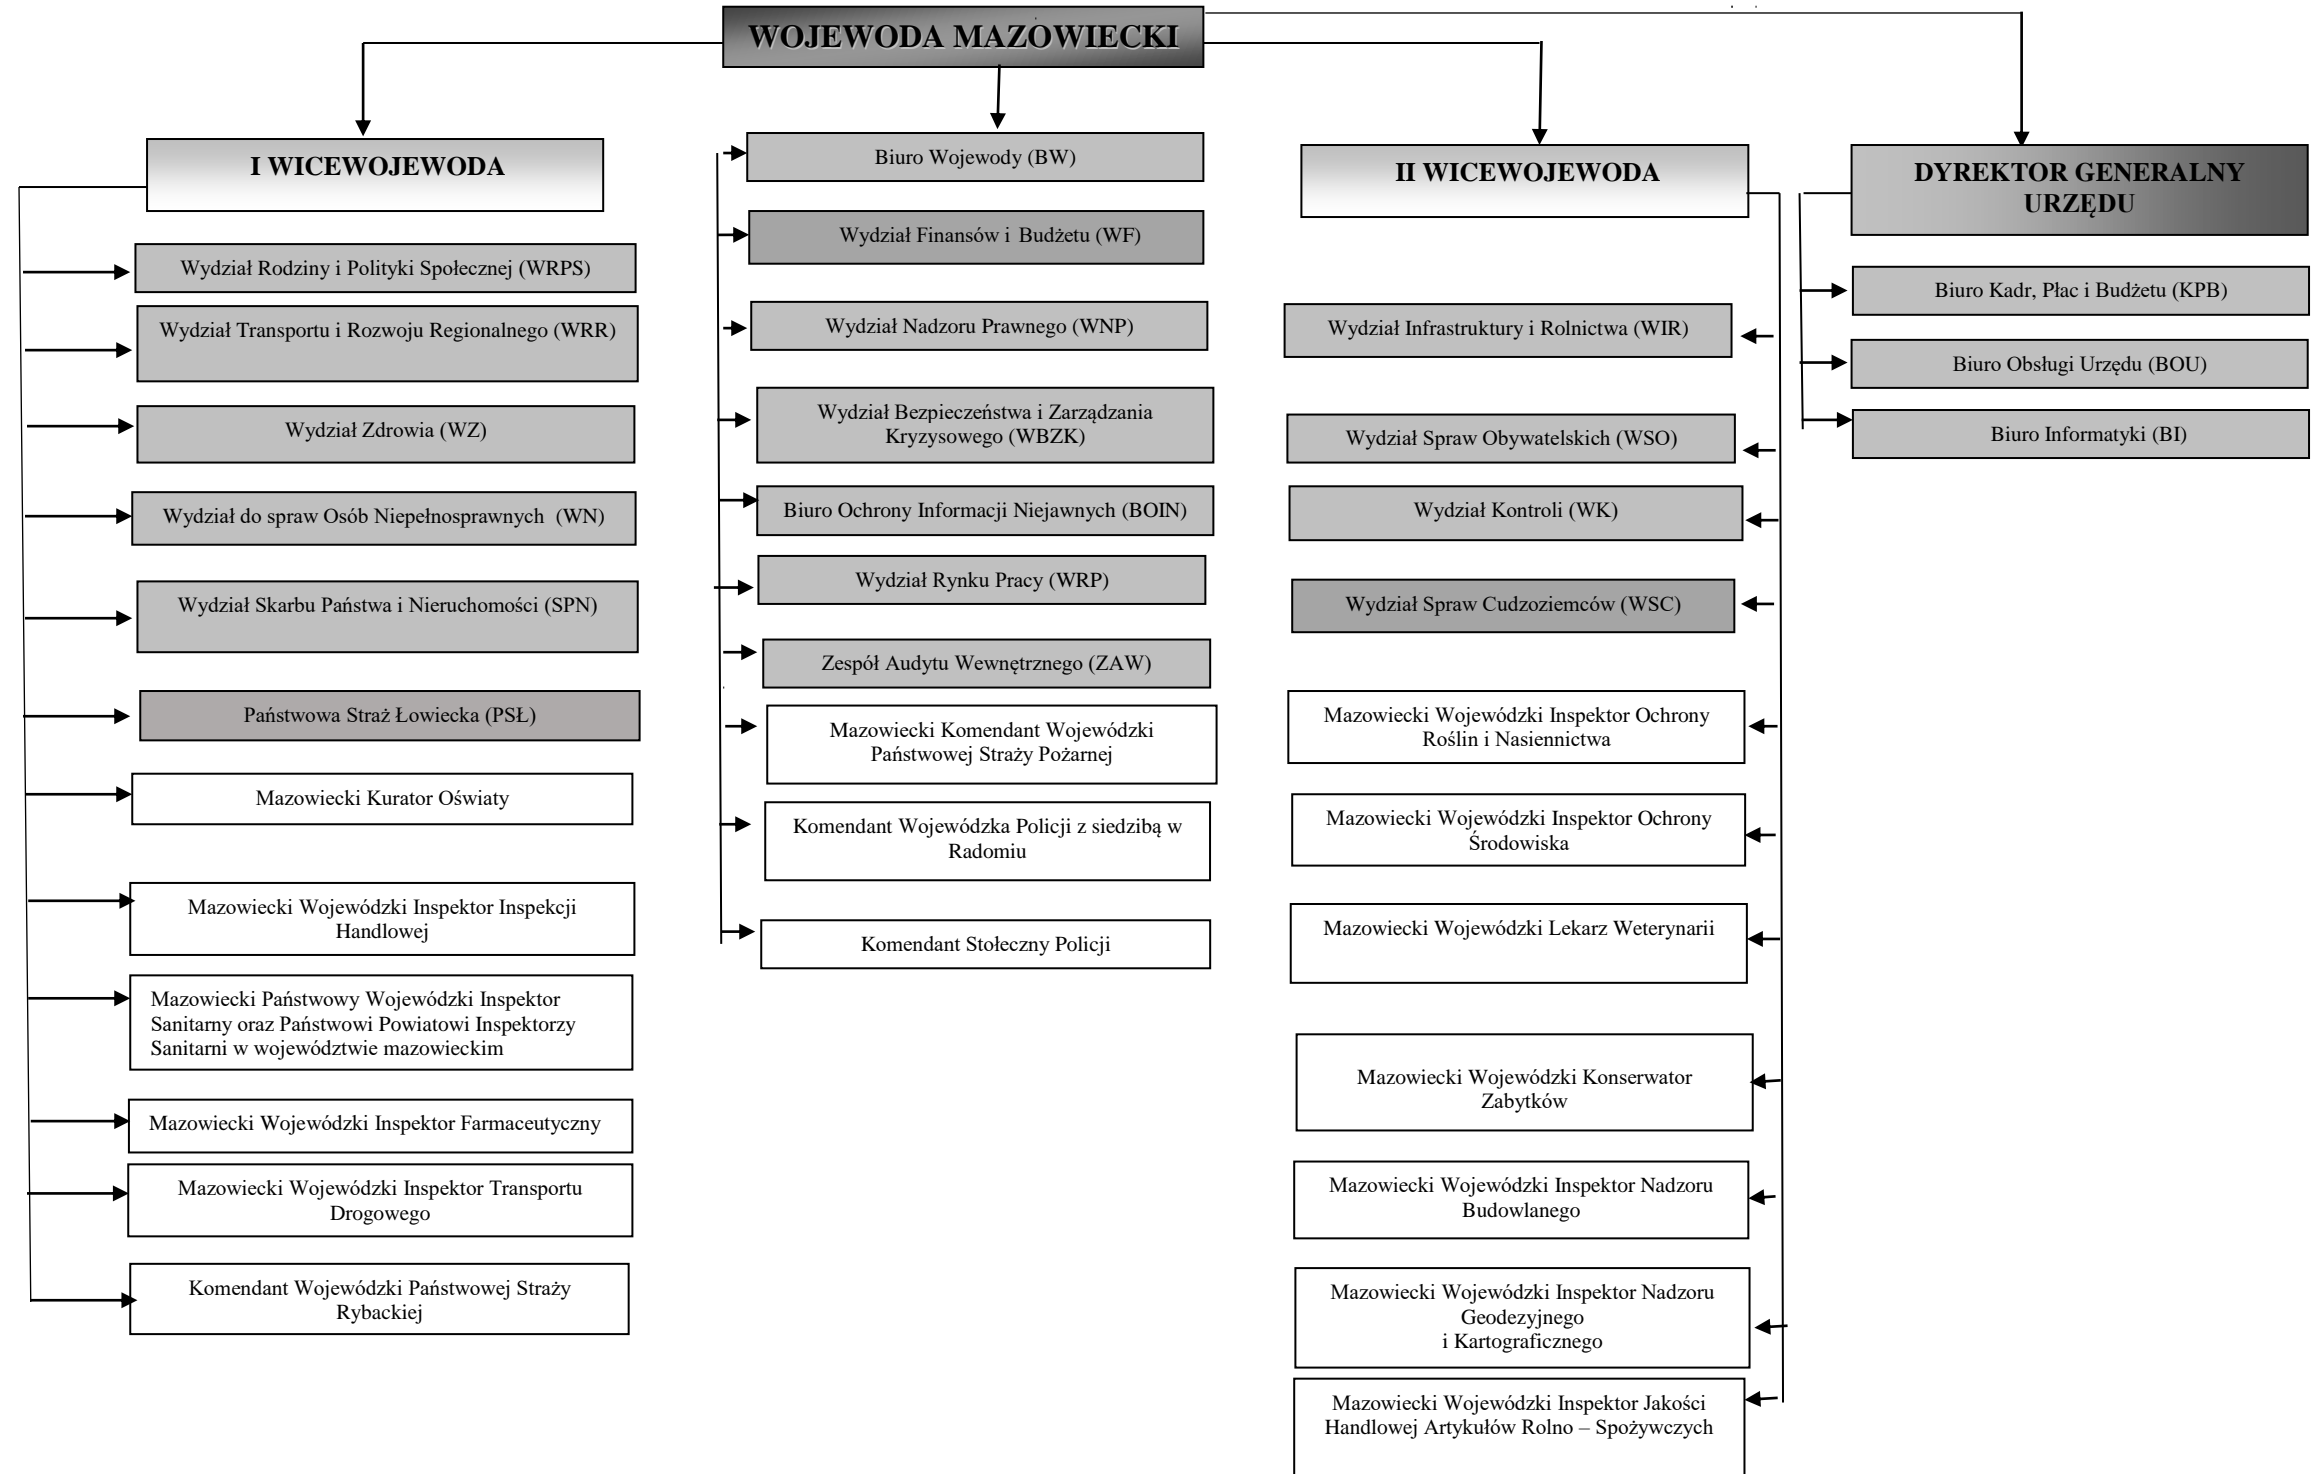 WOJEWODA MAZOWIECKI
I WICEWOJEWODA
Wydział Rodziny i Polityki Społecznej (WRPS)
Wydział Transportu i Rozwoju Regionalnego (WRR)
Wydział Zdrowia (WZ)
Wydział do spraw Osób Niepełnosprawnych (WN)
Wydział Skarbu Państwa i Nieruchomości (SPN)
Państwowa Straż Łowiecka (PSŁ)
Mazowiecki Kurator Oświaty
Mazowiecki Wojewódzki Inspektor Inspekcji
Handlowej
Mazowiecki Państwowy Wojewódzki Inspektor
Sanitarny oraz Państwowi Powiatowi Inspektorzy
Sanitarni w województwie mazowieckim
Mazowiecki Wojewódzki Inspektor Farmaceutyczny
Mazowiecki Wojewódzki Inspektor Transportu
Drogowego
Komendant Wojewódzki Państwowej Straży
Rybackiej
Biuro Wojewody (BW)
Wydział Finansów i Budżetu (WF)
Wydział Nadzoru Prawnego (WNP)
Wydział Bezpieczeństwa i Zarządzania
Kryzysowego (WBZK)
Biuro Ochrony Informacji Niejawnych (BOIN)
Wydział Rynku Pracy (WRP)
Zespół Audytu Wewnętrznego (ZAW)
Mazowiecki Komendant Wojewódzki
Państwowej Straży Pożarnej
Komendant Wojewódzka Policji z siedzibą w
Radomiu
Komendant Stołeczny Policji
II WICEWOJEWODA
Wydział Infrastruktury i Rolnictwa (WIR)
Wydział Spraw Obywatelskich (WSO)
Wydział Kontroli (WK)
Wydział Spraw Cudzoziemców (WSC)
Mazowiecki Wojewódzki Inspektor Ochrony
Roślin i Nasiennictwa
Mazowiecki Wojewódzki Inspektor Ochrony
Środowiska
Mazowiecki Wojewódzki Lekarz Weterynarii
Mazowiecki Wojewódzki Konserwator
Zabytków
Mazowiecki Wojewódzki Inspektor Nadzoru
Budowlanego
Mazowiecki Wojewódzki Inspektor Nadzoru
Geodezyjnego
i Kartograficznego
Mazowiecki Wojewódzki Inspektor Jakości
Handlowej Artykułów Rolno – Spożywczych
DYREKTOR GENERALNY
URZĘDU
Biuro Kadr, Płac i Budżetu (KPB)
Biuro Obsługi Urzędu (BOU)
Biuro Informatyki (BI)